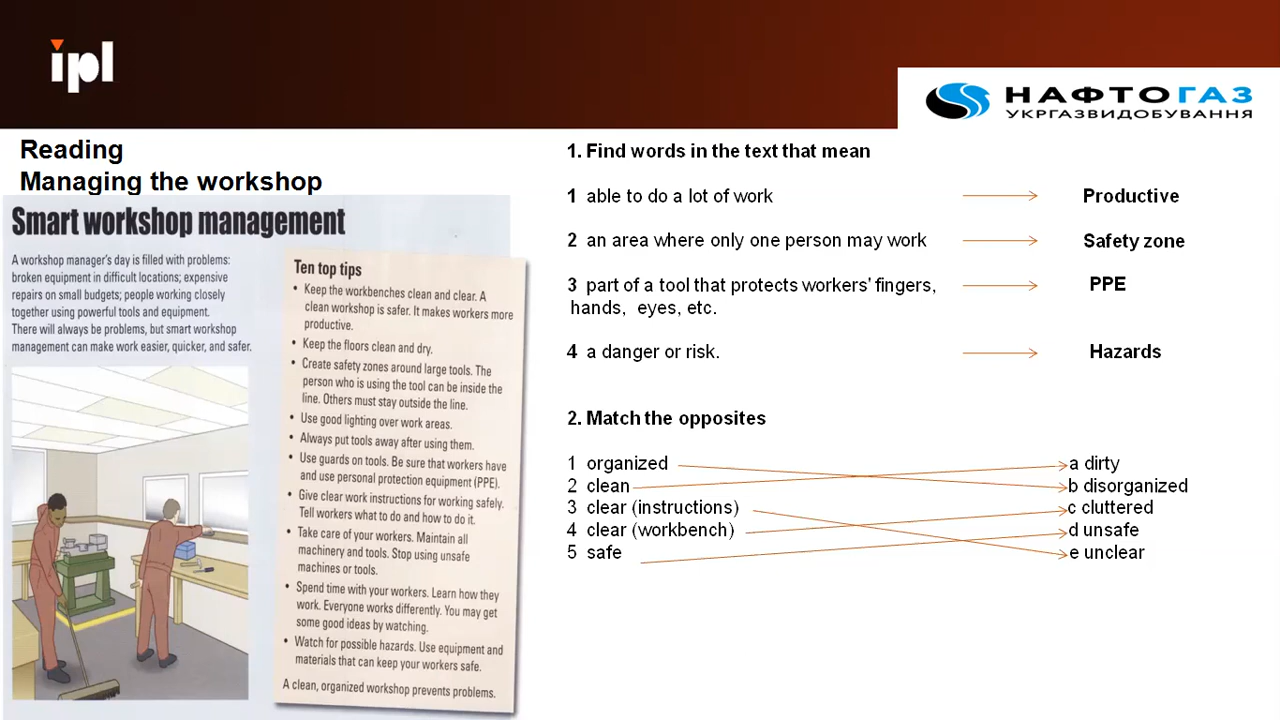 ipl
НАФТОГАЗ
УКРГАЗВИДОБУВАННЯ
Reading
Managing the workshop
Smart workshop management
A workshop manager's day is filled with problems:
broken equipment in difficult locations; expensive
repairs on small budgets; people working closely
together using powerful tools and equipment.
There will always be problems, but smart workshop
management can make work easier, quicker, and safer.
Ten top tips
• Keep the workbenches clean and clear. A
clean workshop is safer. It makes workers more
productive.
• Keep the floors clean and dry.
• Create safety zones around large tools. The
person who is using the tool can be inside the
line. Others must stay outside the line.
• Use good lighting over work areas.
• Always put tools away after using them.
• Use guards on tools. Be sure that workers have
and use personal protection equipment (PPE).
• Give clear work instructions for working safely.
Tell workers what to do and how to do it.
• Take care of your workers. Maintain all
machinery and tools. Stop using unsafe
machines or tools.
• Spend time with your workers. Learn how they
work. Everyone works differently. You may get
some good ideas by watching.
• Watch for possible hazards. Use equipment and
materials that can keep your workers safe.
A clean, organized workshop prevents problems.
1. Find words in the text that mean
1 able to do a lot of work Productive
2 an area where only one person may work Safety zone
3 part of a tool that protects workers' fingers, PPE
hands, eyes, etc.
4 a danger or risk. Hazards
2. Match the opposites
1 organized a dirty
2 clean b disorganized
3 clear (instructions) c cluttered
4 clear (workbench) d unsafe
5 safe e unclear